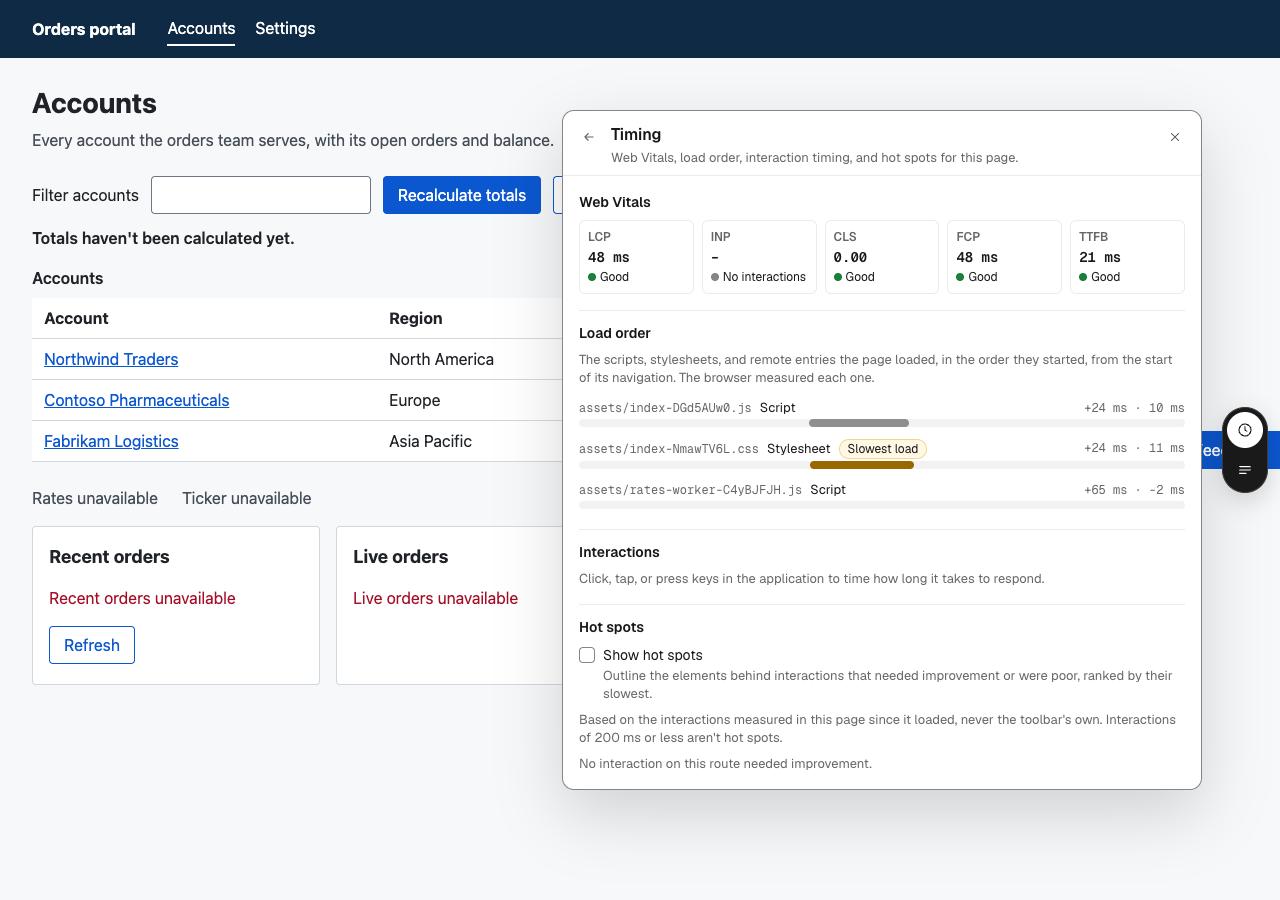 Orders portal
Accounts
Settings
Accounts
Every account the orders team serves, with its open orders and balance.
Filter accounts
Recalculate totals
Totals haven't been calculated yet.
Accounts
Account
Region
Northwind Traders
North America
Contoso Pharmaceuticals
Europe
Fabrikam Logistics
Asia Pacific
Rates unavailable
Ticker unavailable
Recent orders
Recent orders unavailable
Refresh
Live orders
Live orders unavailable
Timing
Web Vitals, load order, interaction timing, and hot spots for this page.
Web Vitals
LCP
48 ms
Good
INP
–
No interactions
CLS
0.00
Good
FCP
48 ms
Good
TTFB
21 ms
Good
Load order
The scripts, stylesheets, and remote entries the page loaded, in the order they started, from the start
of its navigation. The browser measured each one.
assets/index-DGd5AUw0.js Script
+24 ms · 10 ms
assets/index-NmawTV6L.css Stylesheet Slowest load
+24 ms · 11 ms
assets/rates-worker-C4yBJFJH.js Script
+65 ms · -2 ms
Interactions
Click, tap, or press keys in the application to time how long it takes to respond.
Hot spots
Show hot spots
Outline the elements behind interactions that needed improvement or were poor, ranked by their
slowest.
Based on the interactions measured in this page since it loaded, never the toolbar's own. Interactions
of 200 ms or less aren't hot spots.
No interaction on this route needed improvement.